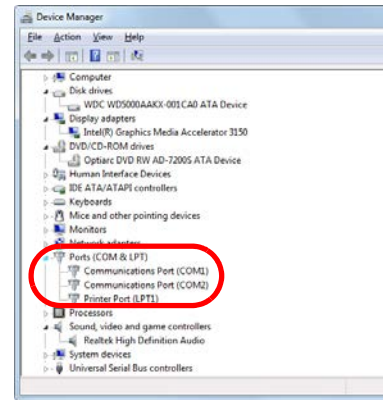 Device Manager
File Action View Help
Computer
Disk drives
WDC WD5000AAKX-001CA0 ATA Device
Display adapters
Intel(R) Graphics Media Accelerator 3150
DVD/CD-ROM drives
Optiarc DVD RW AD-7200S ATA Device
Human Interface Devices
IDE ATA/ATAPI controllers
Keyboards
Mice and other pointing devices
Monitors
Network adapters
Ports (COM & LPT)
Communications Port (COM1)
Communications Port (COM2)
Printer Port (LPT1)
Processors
Sound, video and game controllers
Realtek High Definition Audio
System devices
Universal Serial Bus controllers